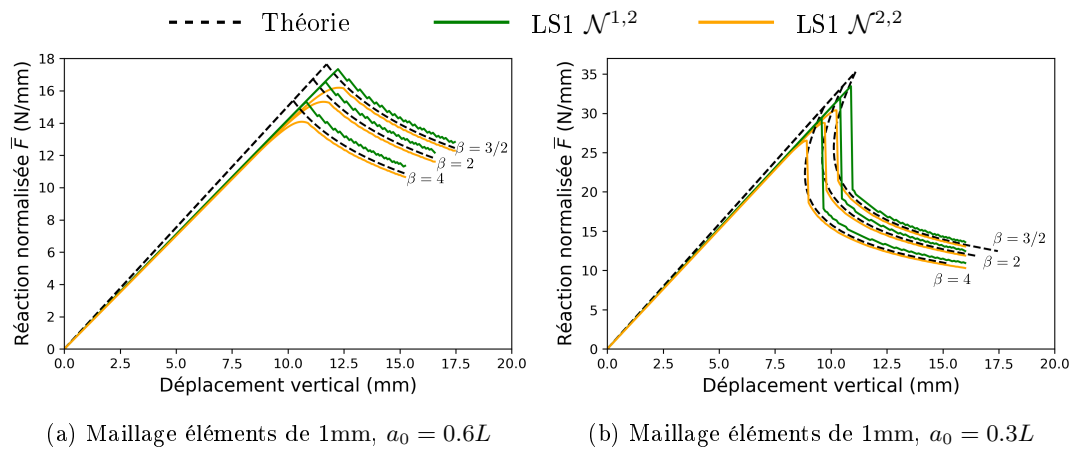 Théorie LS1 𝒩^{1,2} LS1 𝒩^{2,2}
Réaction normalisée F̅ (N/mm)
18
16
14
12
10
8
6
4
2
0
β = 3/2
β = 2
β = 4
0.0 2.5 5.0 7.5 10.0 12.5 15.0 17.5 20.0
Déplacement vertical (mm)
(a) Maillage éléments de 1mm, a₀ = 0.6L
Réaction normalisée F̅ (N/mm)
35
30
25
20
15
10
5
0
β = 3/2
β = 2
β = 4
0.0 2.5 5.0 7.5 10.0 12.5 15.0 17.5 20.0
Déplacement vertical (mm)
(b) Maillage éléments de 1mm, a₀ = 0.3L